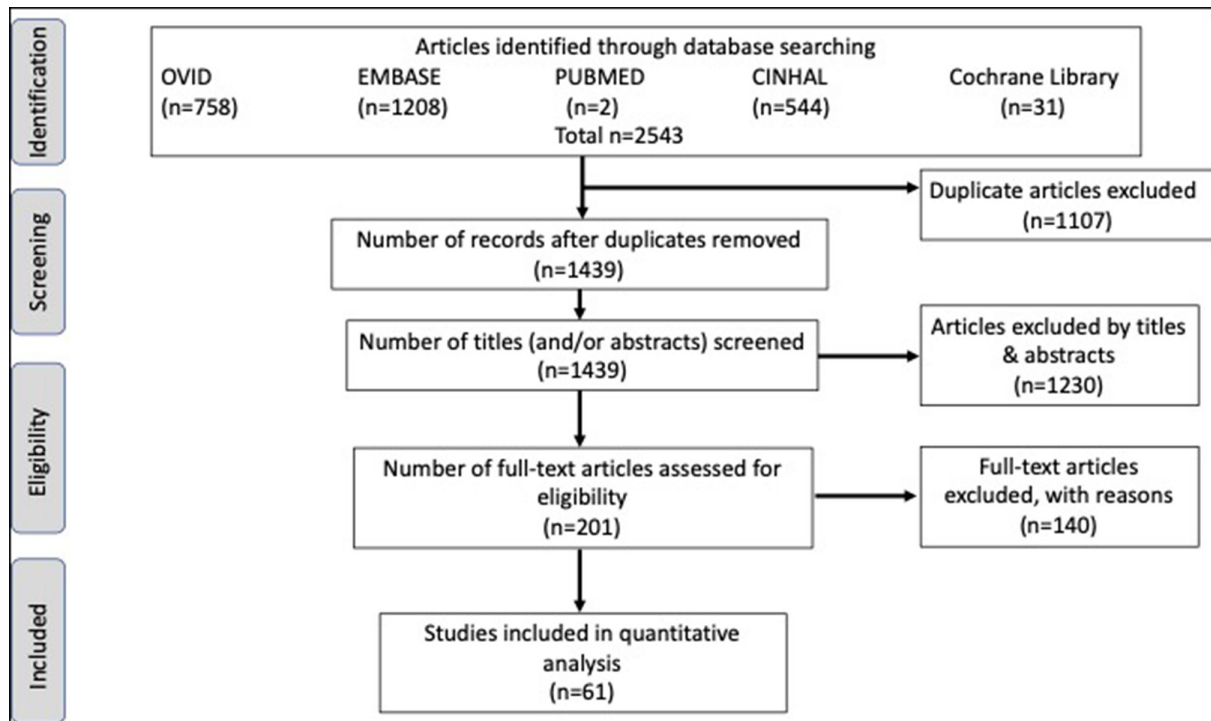 Identification
Articles identified through database searching
OVID EMBASE PUBMED CINHAL Cochrane Library
(n=758) (n=1208) (n=2) (n=544) (n=31)
Total n=2543
Duplicate articles excluded
(n=1107)
Screening
Number of records after duplicates removed
(n=1439)
Number of titles (and/or abstracts) screened
(n=1439)
Articles excluded by titles
& abstracts
(n=1230)
Eligibility
Number of full-text articles assessed for
eligibility
(n=201)
Full-text articles
excluded, with reasons
(n=140)
Included
Studies included in quantitative
analysis
(n=61)